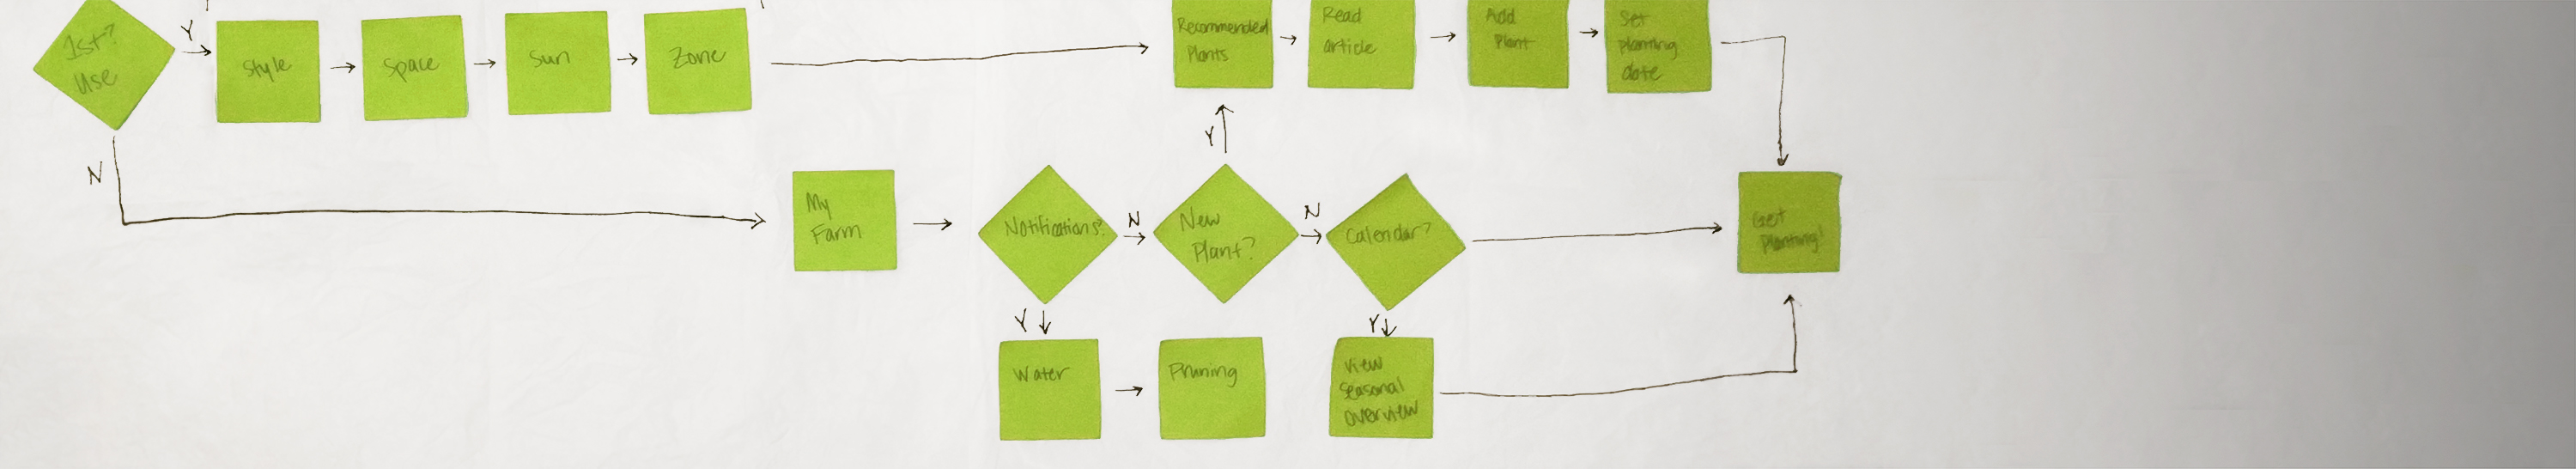 1st?
Use
Y
Style
Space
Sun
Zone
Recommended
Plants
Read
article
Add
Plant
Set
planting
date
N
My
Farm
Notifications?
N
New
Plant?
Y
N
Calendar?
Get
Planting!
Y
Water
Pruning
Y
View
seasonal
overview